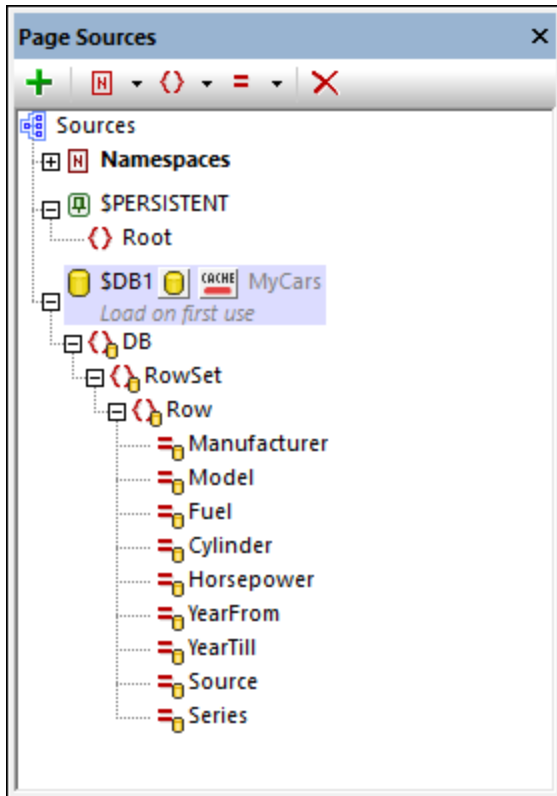 Page Sources
N
Sources
N Namespaces
$PERSISTENT
Root
$DB1 CACHE MyCars
Load on first use
DB
RowSet
Row
Manufacturer
Model
Fuel
Cylinder
Horsepower
YearFrom
YearTill
Source
Series